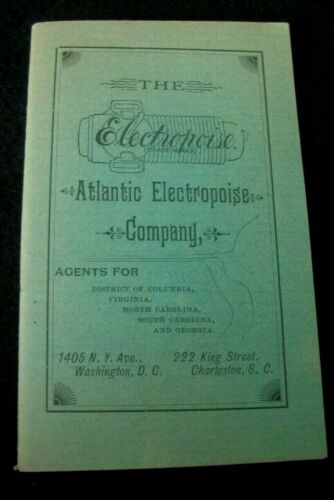 THE
Electropoise.
(TRADE MARK.)
Atlantic Electropoise
Company,
AGENTS FOR
DISTRICT OF COLUMBIA,
VIRGINIA,
NORTH CAROLINA,
SOUTH CAROLINA,
AND GEORGIA.
1405 N. Y. Ave., 222 King Street,
Washington, D. C. Charleston, S. C.